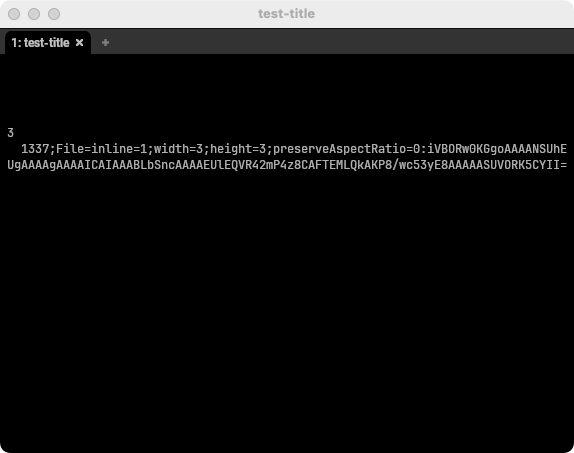 test-title
1: test-title × +
3
1337;File=inline=1;width=3;height=3;preserveAspectRatio=0:iVBORw0KGgoAAAANSUhE
UgAAAAgAAAAICAIAAABLbSncAAAAEUlEQVR42mP4z8CAFTEMLQkAKP8/wc53yE8AAAAASUVORK5CYII=